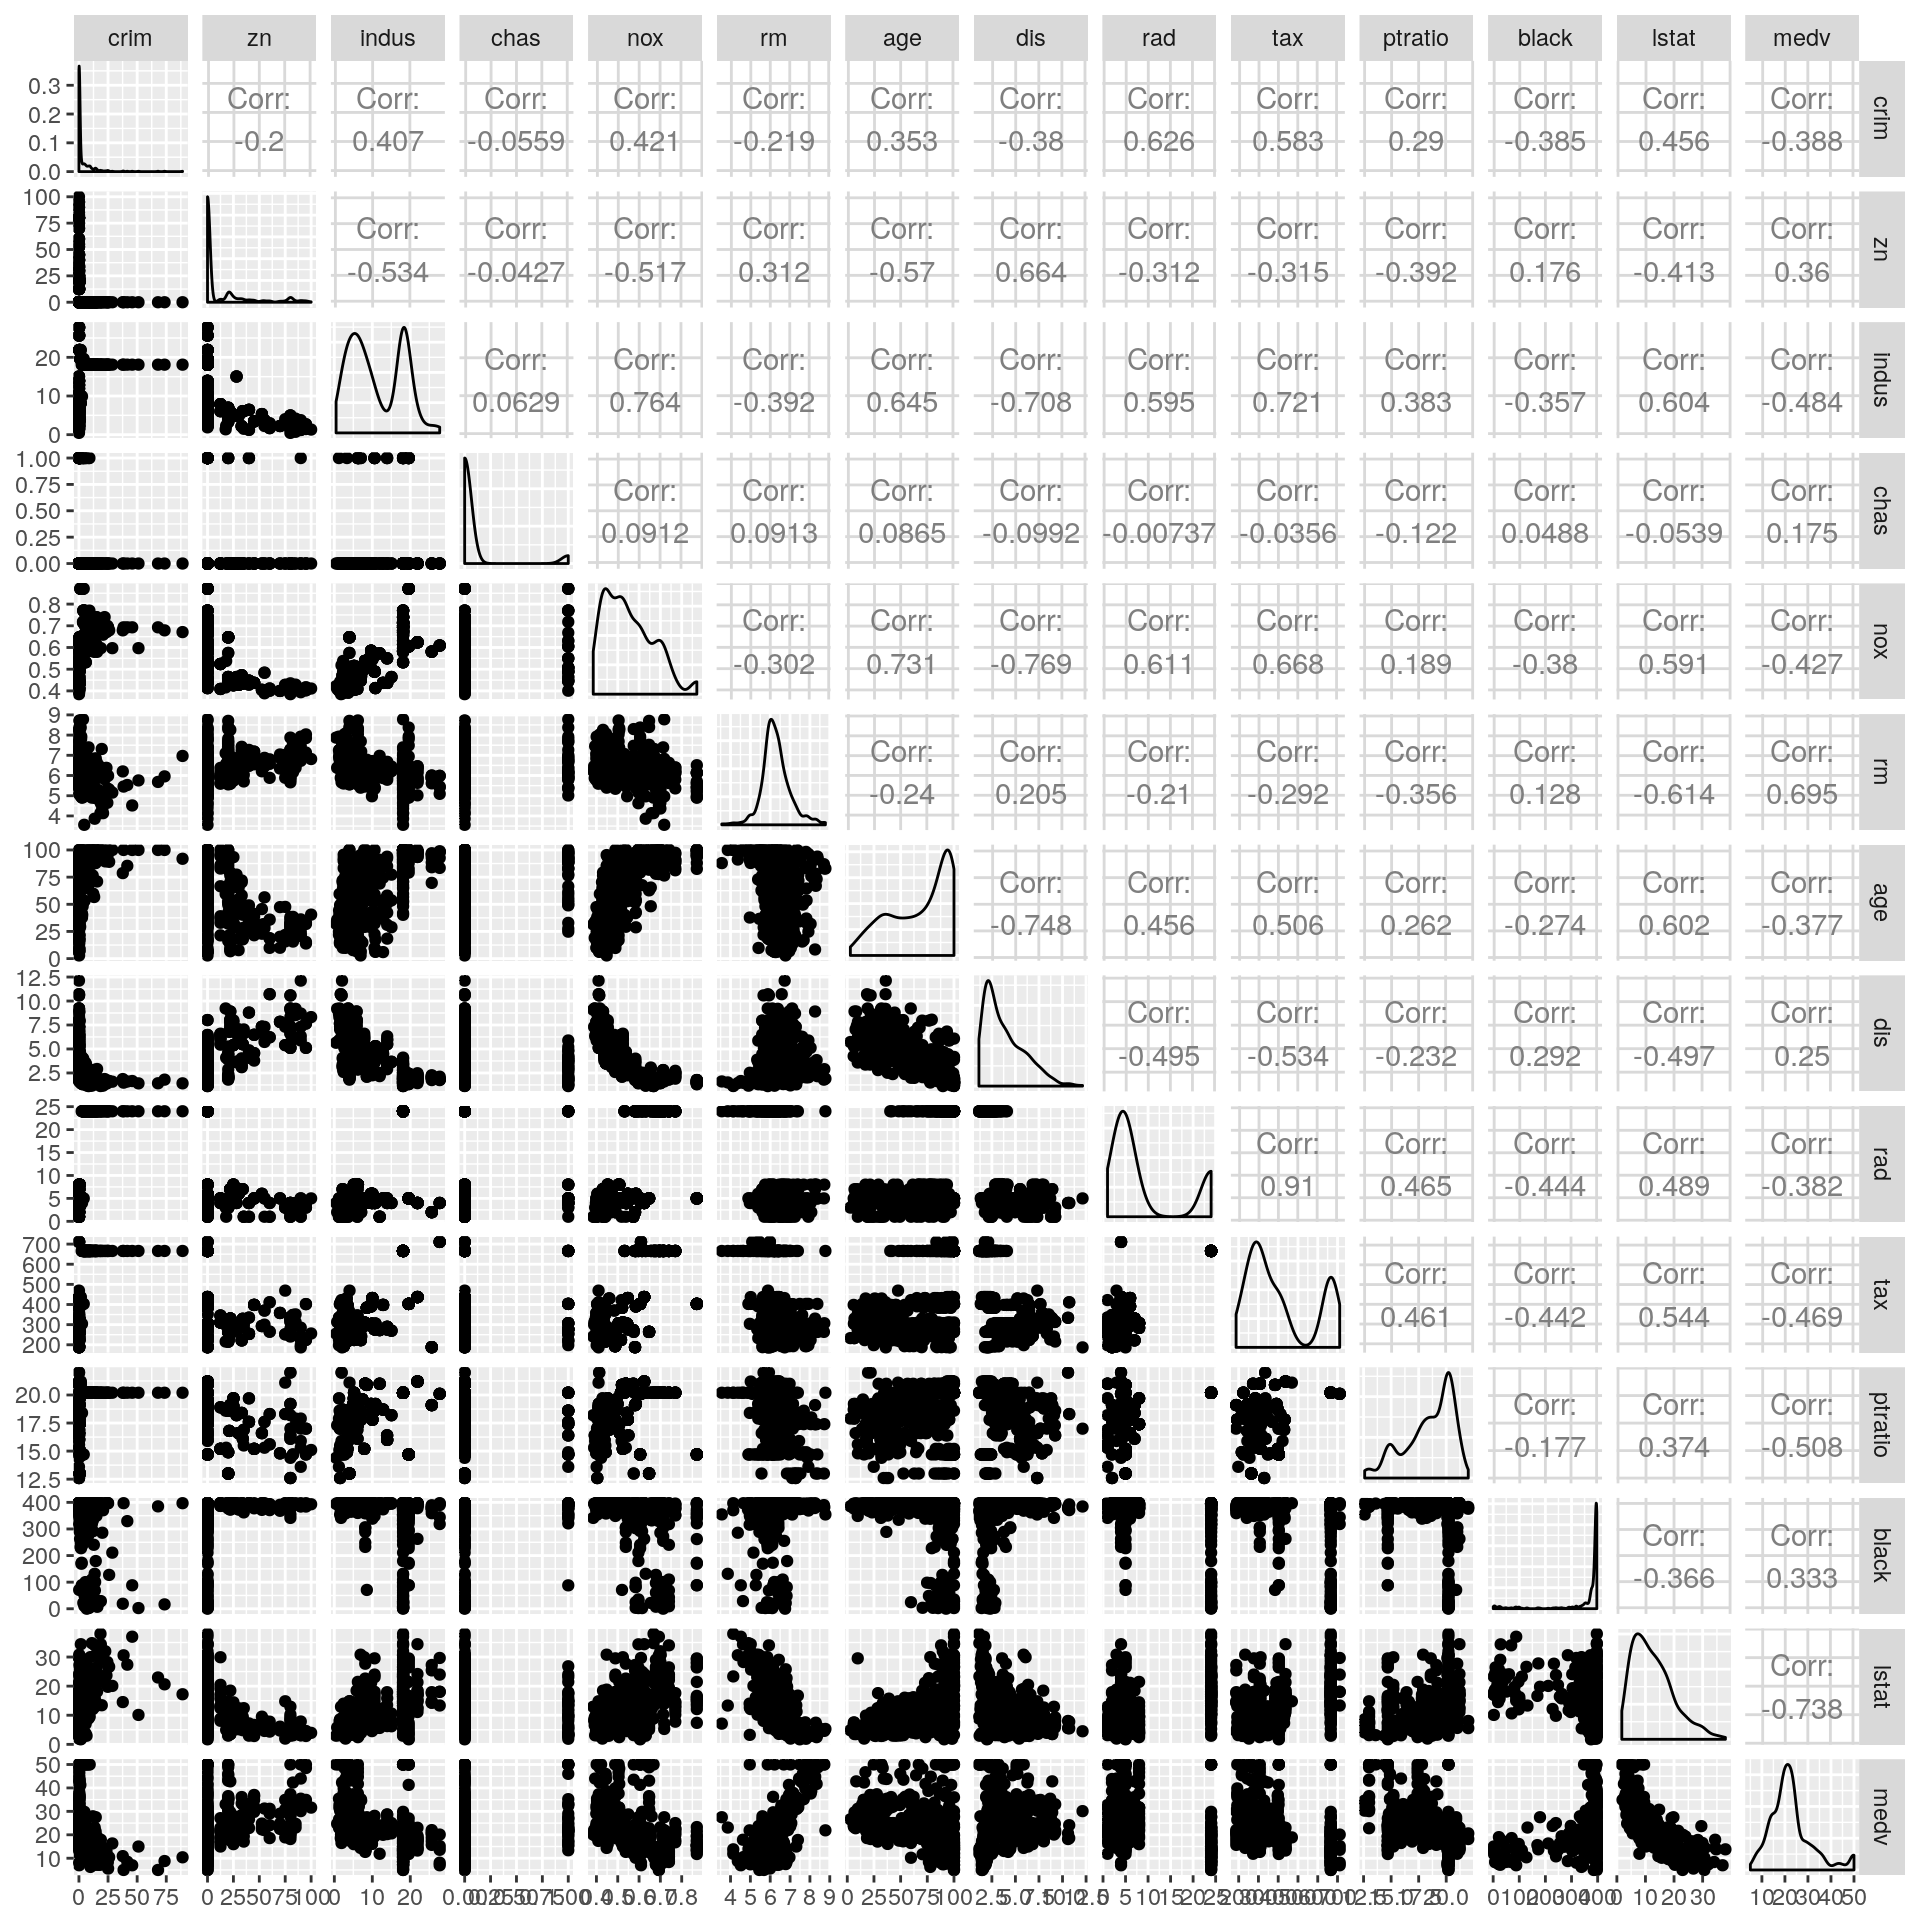 crim zn indus chas nox rm age dis rad tax ptratio black lstat medv
0.3
0.2
0.1
0.0
Corr: Corr: Corr: Corr: Corr: Corr: Corr: Corr: Corr: Corr: Corr: Corr: Corr:
-0.2 0.407 -0.0559 0.421 -0.219 0.353 -0.38 0.626 0.583 0.29 -0.385 0.456 -0.388
crim
100
75
50
25
0
Corr: Corr: Corr: Corr: Corr: Corr: Corr: Corr: Corr: Corr: Corr: Corr:
-0.534 -0.0427 -0.517 0.312 -0.57 0.664 -0.312 -0.315 -0.392 0.176 -0.413 0.36
zn
20
10
0
Corr: Corr: Corr: Corr: Corr: Corr: Corr: Corr: Corr: Corr: Corr:
0.0629 0.764 -0.392 0.645 -0.708 0.595 0.721 0.383 -0.357 0.604 -0.484
indus
1.00
0.75
0.50
0.25
0.00
Corr: Corr: Corr: Corr: Corr: Corr: Corr: Corr: Corr: Corr:
0.0912 0.0913 0.0865 -0.0992 -0.00737 -0.0356 -0.122 0.0488 -0.0539 0.175
chas
0.8
0.7
0.6
0.5
0.4
Corr: Corr: Corr: Corr: Corr: Corr: Corr: Corr: Corr:
-0.302 0.731 -0.769 0.611 0.668 0.189 -0.38 0.591 -0.427
nox
9
8
7
6
5
4
Corr: Corr: Corr: Corr: Corr: Corr: Corr: Corr:
-0.24 0.205 -0.21 -0.292 -0.356 0.128 -0.614 0.695
rm
100
75
50
25
0
Corr: Corr: Corr: Corr: Corr: Corr: Corr:
-0.748 0.456 0.506 0.262 -0.274 0.602 -0.377
age
12.5
10.0
7.5
5.0
2.5
Corr: Corr: Corr: Corr: Corr: Corr:
-0.495 -0.534 -0.232 0.292 -0.497 0.25
dis
25
20
15
10
5
0
Corr: Corr: Corr: Corr: Corr:
0.91 0.465 -0.444 0.489 -0.382
rad
700
600
500
400
300
200
Corr: Corr: Corr: Corr:
0.461 -0.442 0.544 -0.469
tax
20.0
17.5
15.0
12.5
Corr: Corr: Corr:
-0.177 0.374 -0.508
ptratio
400
300
200
100
0
Corr: Corr:
-0.366 0.333
black
30
20
10
0
Corr:
-0.738
lstat
50
40
30
20
10
medv
0 25 50 75 0 25 50 75 100 0 10 20 0.00 0.25 0.50 0.75 1.00 0.4 0.5 0.6 0.7 0.8 4 5 6 7 8 9 0 25 50 75 100 2.5 5.0 7.5 10.0 12.5 0 5 10 15 20 25 200 300 400 500 600 700 12.5 15.0 17.5 20.0 0 100 200 300 400 0 10 20 30 10 20 30 40 50